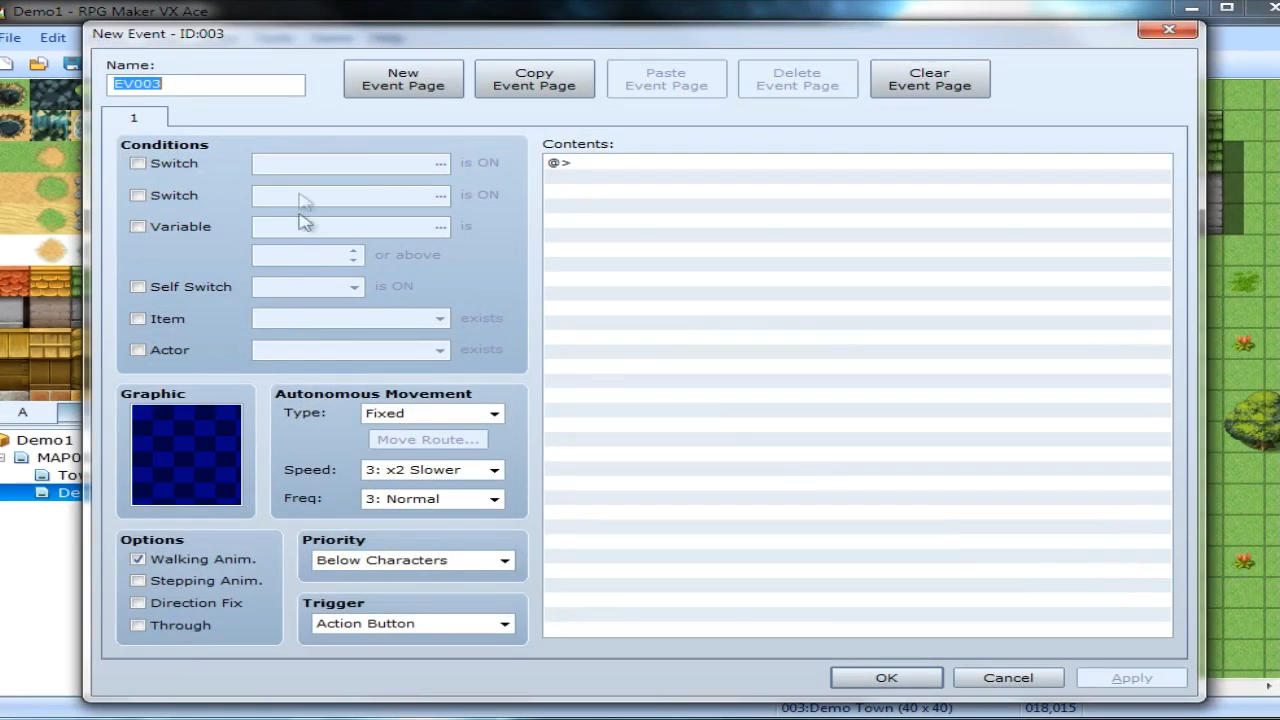 Demo1 - RPG Maker VX Ace
File Edit
New Event - ID:003
Name:
EV003
New Event Page
Copy Event Page
Paste Event Page
Delete Event Page
Clear Event Page
1
Conditions
Switch ... is ON
Switch ... is ON
Variable ... is
or above
Self Switch is ON
Item exists
Actor exists
Graphic
Autonomous Movement
Type: Fixed
Move Route...
Speed: 3: x2 Slower
Freq: 3: Normal
Options
Walking Anim.
Stepping Anim.
Direction Fix
Through
Priority
Below Characters
Trigger
Action Button
Contents:
@>
OK
Cancel
Apply
A
Demo1
MAP0
To
De
003:Demo Town (40 x 40)
018,015